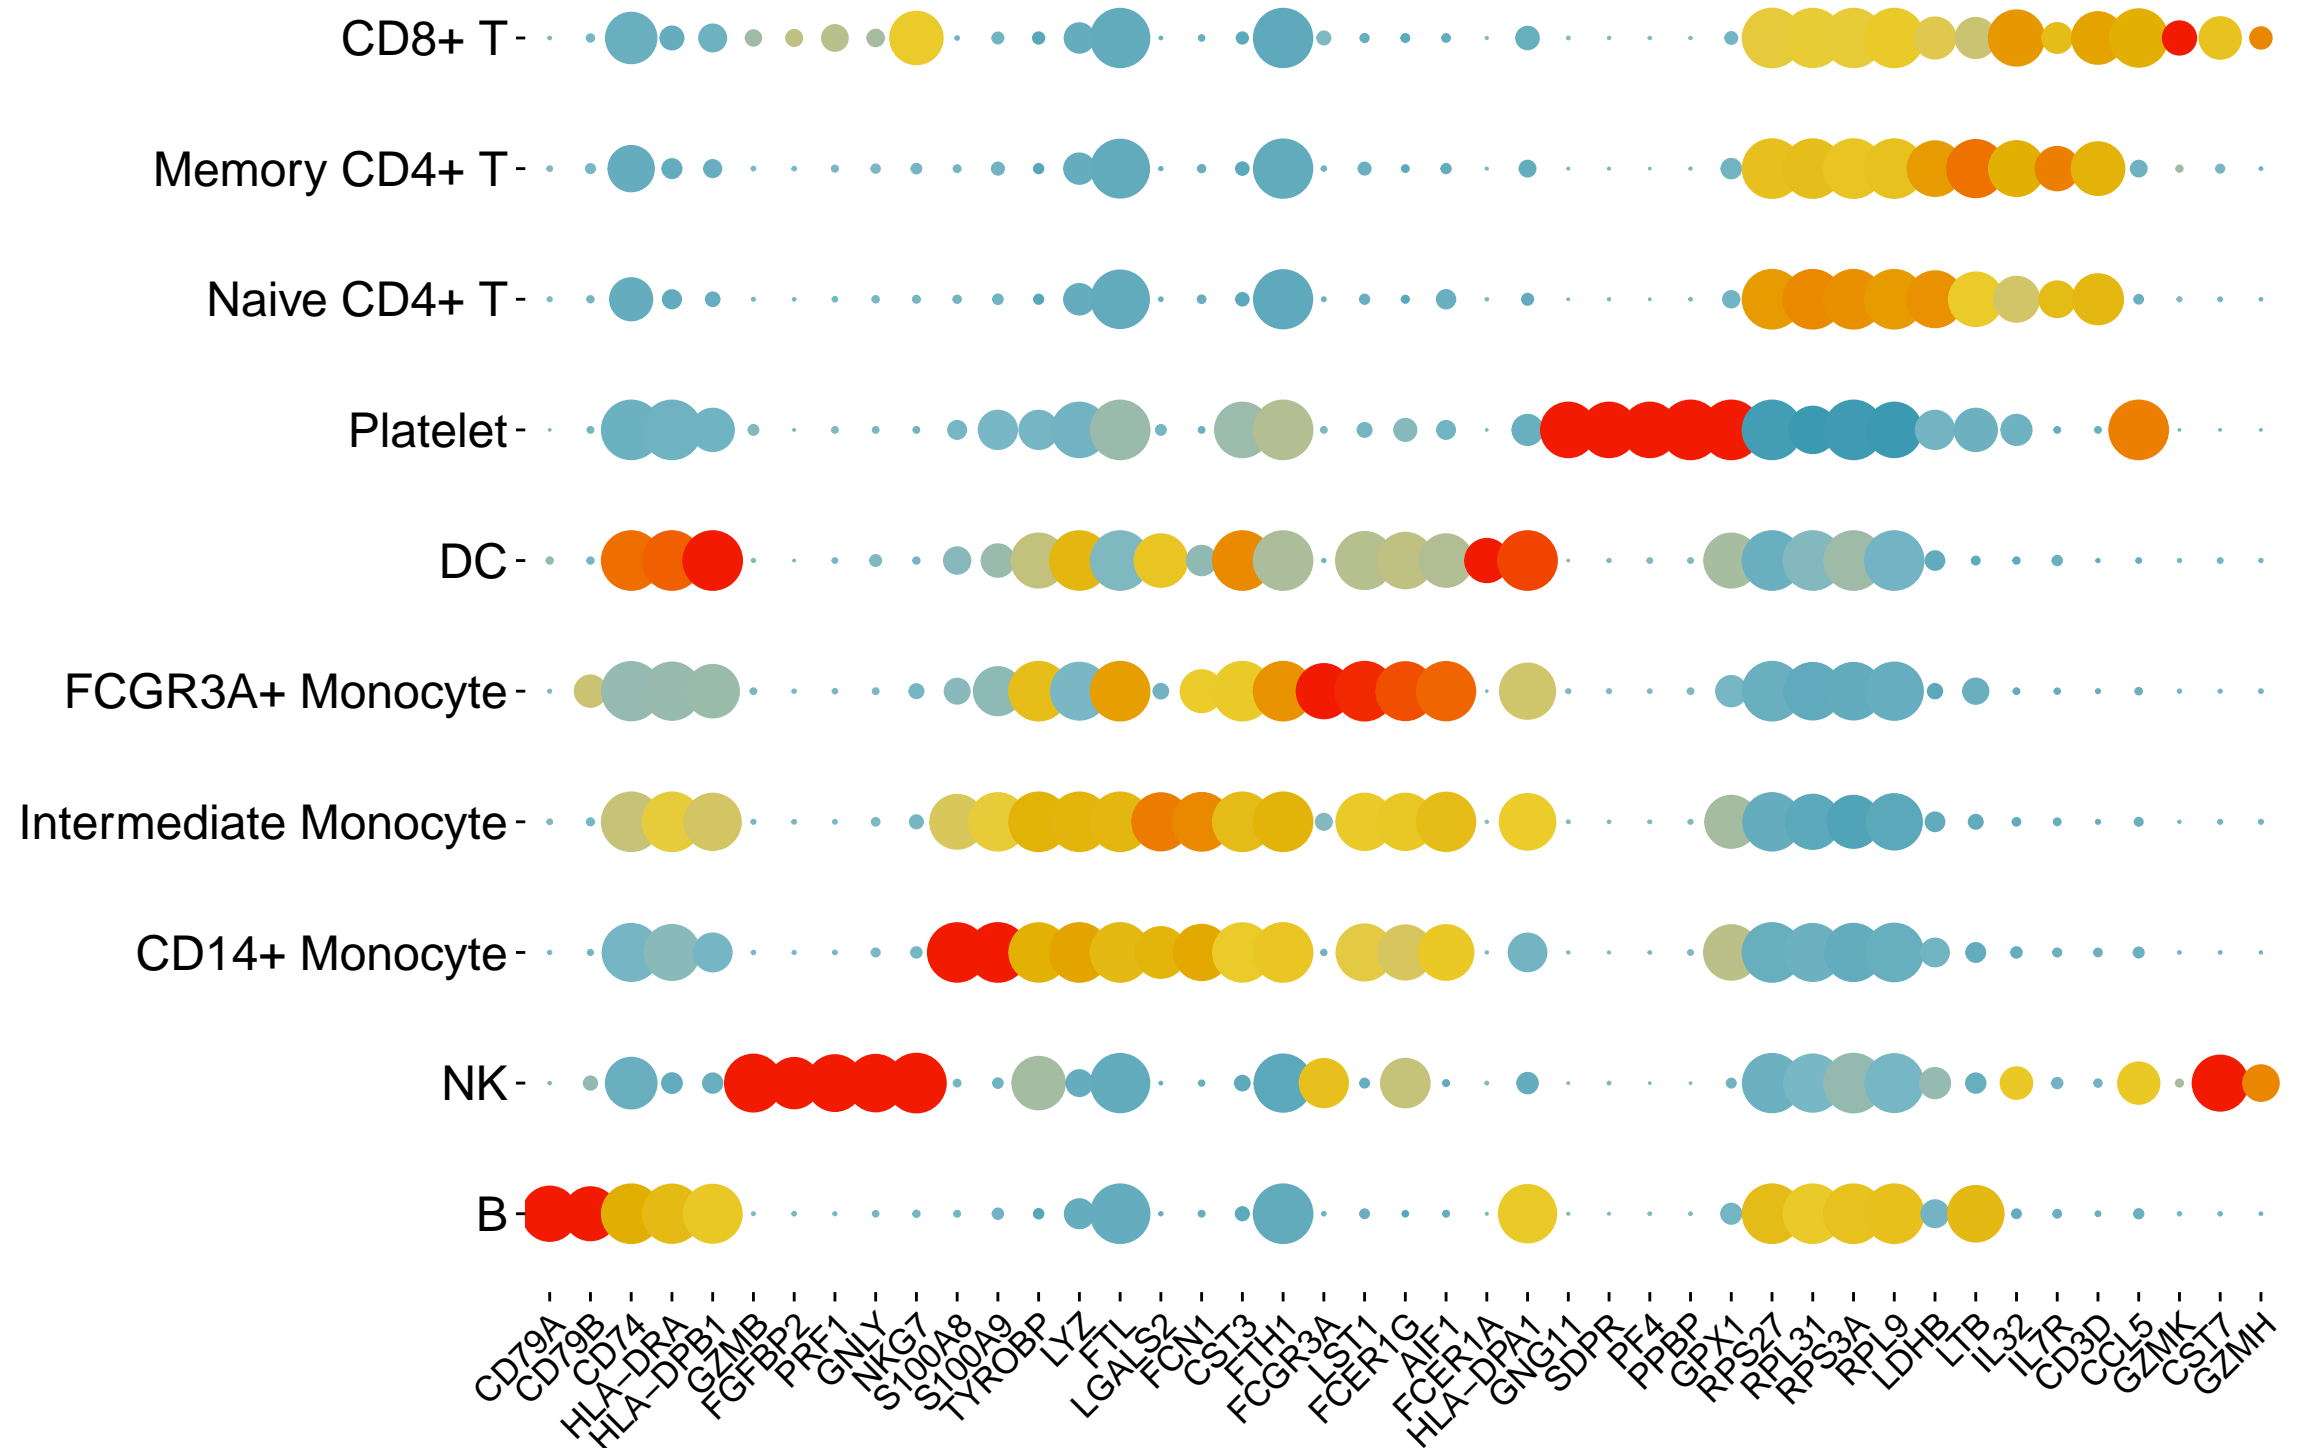 CD8+ T
Memory CD4+ T
Naive CD4+ T
Platelet
DC
FCGR3A+ Monocyte
Intermediate Monocyte
CD14+ Monocyte
NK
B
CD79A
CD79B
CD74
HLA−DRA
HLA−DPB1
GZMB
FGFBP2
PRF1
GNLY
NKG7
S100A8
S100A9
TYROBP
LYZ
FTL
LGALS2
FCN1
CST3
FTH1
FCGR3A
LST1
FCER1G
AIF1
FCER1A
HLA−DPA1
GNG11
SDPR
PF4
PPBP
GPX1
RPS27
RPL31
RPS3A
RPL9
LDHB
LTB
IL32
IL7R
CD3D
CCL5
GZMK
CST7
GZMH